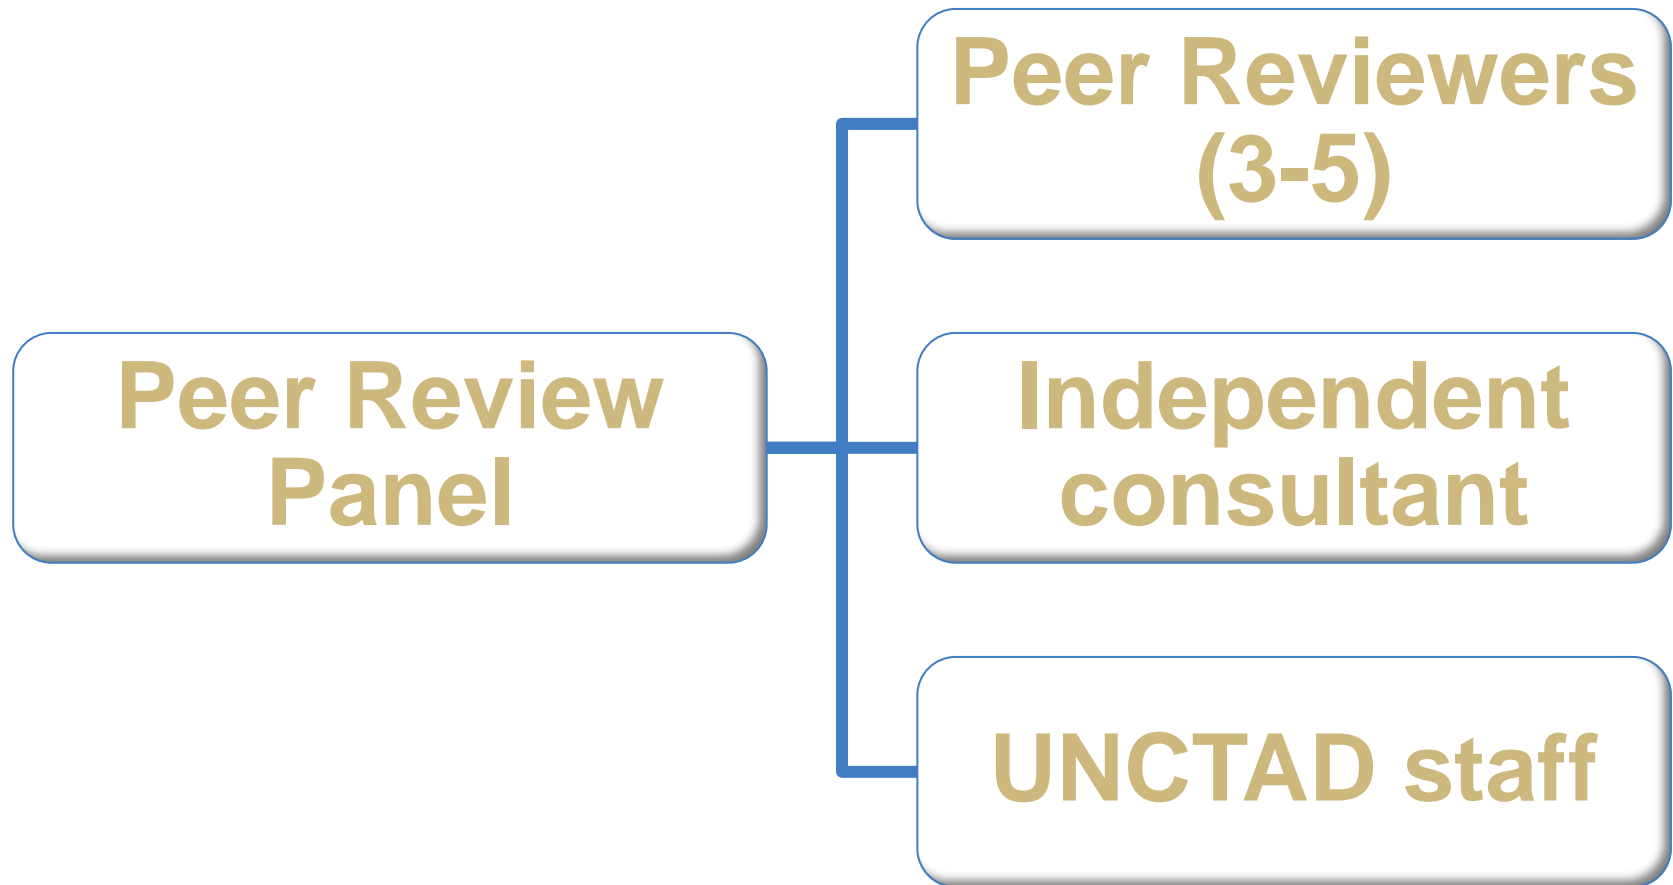 Peer Reviewers
(3-5)
Peer Review
Panel
Independent
consultant
UNCTAD staff